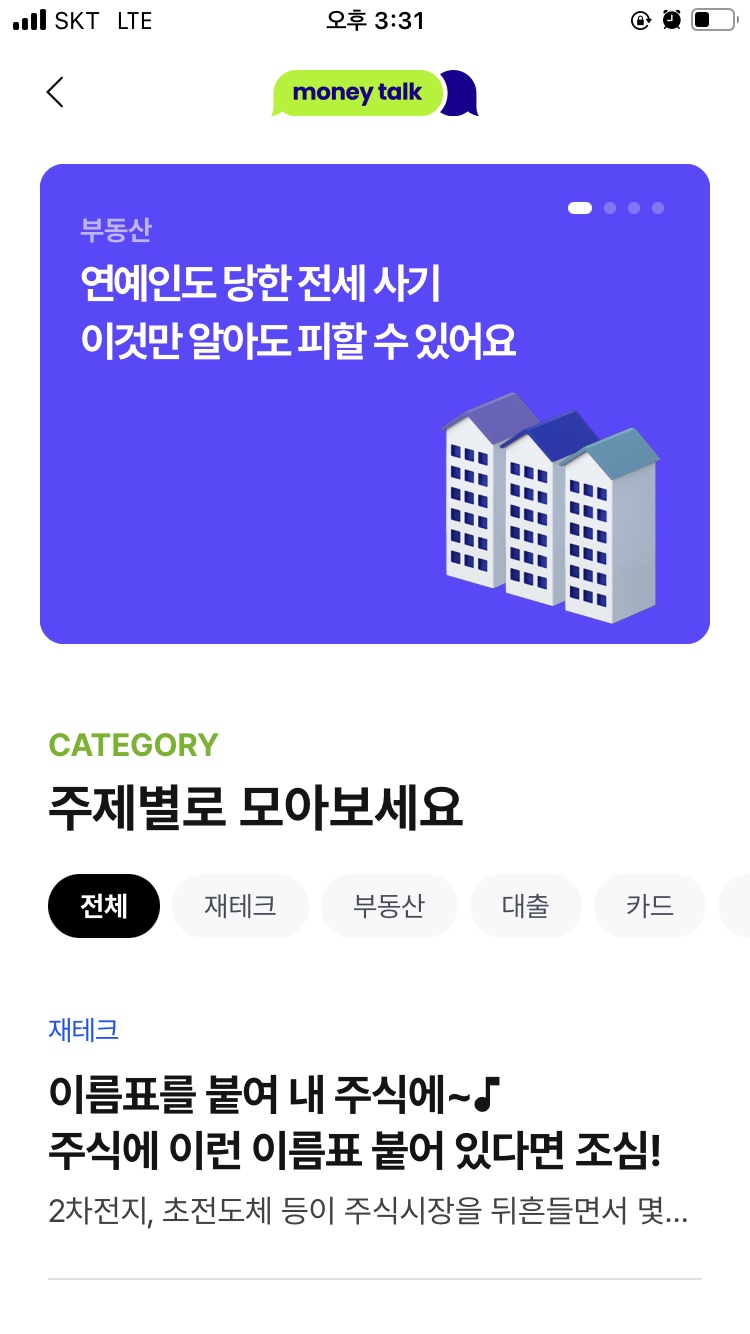 SKT LTE 오후 3:31
money talk
부동산
연예인도 당한 전세 사기
이것만 알아도 피할 수 있어요
CATEGORY
주제별로 모아보세요
전체 재테크 부동산 대출 카드
재테크
이름표를 붙여 내 주식에~♪
주식에 이런 이름표 붙어 있다면 조심!
2차전지, 초전도체 등이 주식시장을 뒤흔들면서 몇...